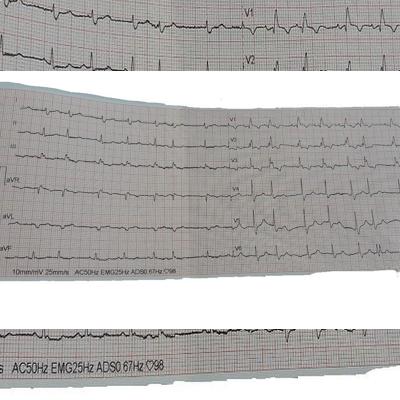 V1
V2
I
II
III
aVR
aVL
aVF
V1
V2
V3
V4
V5
V6
10mm/mV 25mm/s AC50Hz EMG25Hz ADS0.67Hz ♡98
s AC50Hz EMG25Hz ADS0.67Hz ♡98